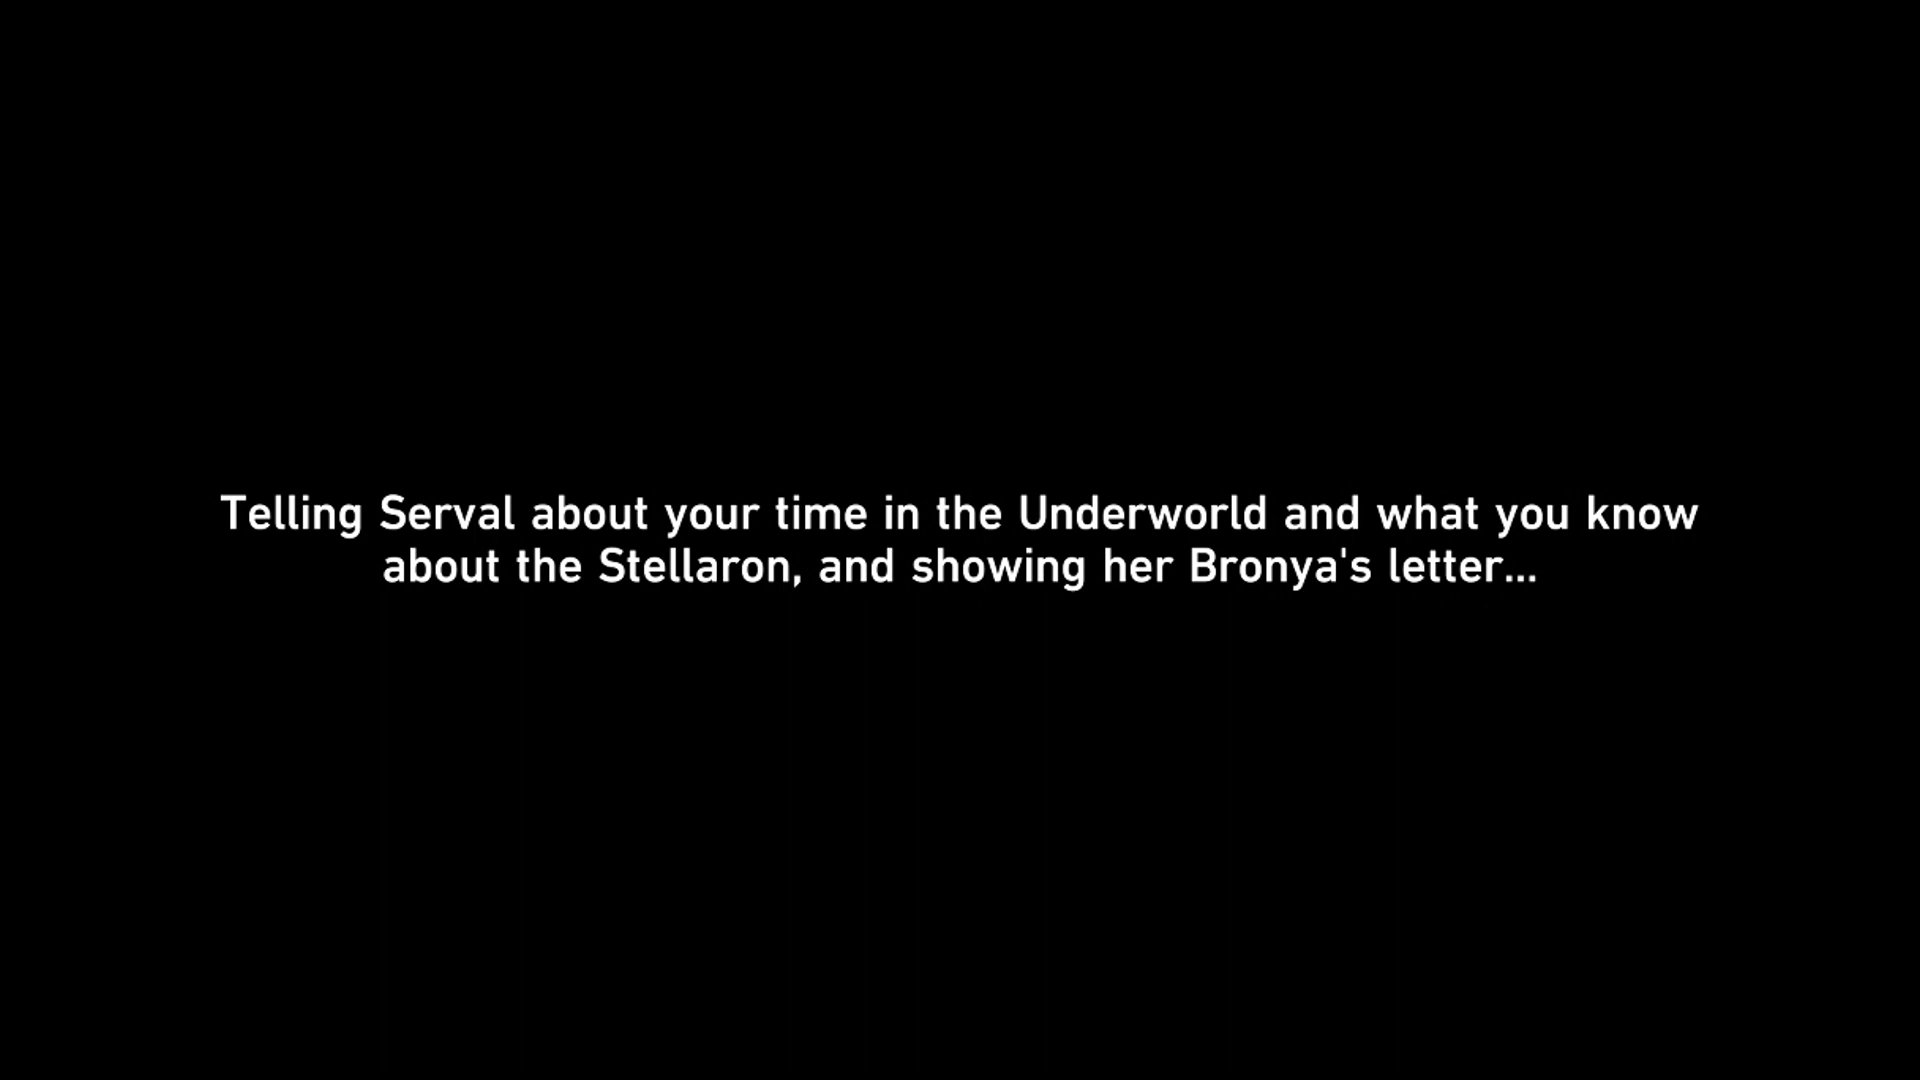 Telling Serval about your time in the Underworld and what you know
about the Stellaron, and showing her Bronya's letter...